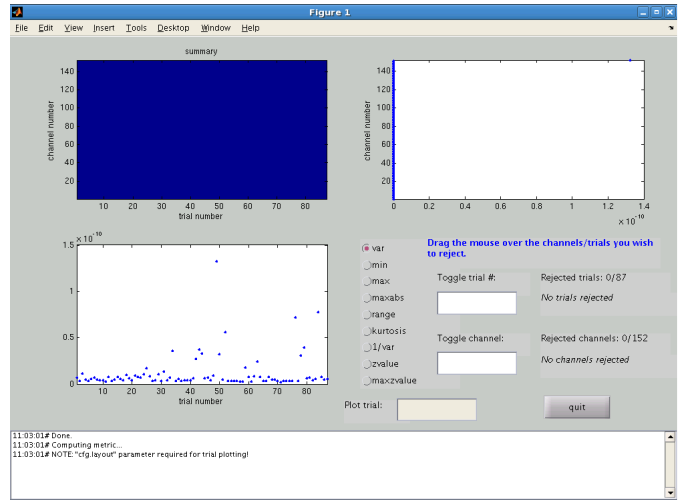 Figure 1
File Edit View Insert Tools Desktop Window Help
summary
140
120
100
80
60
40
20
channel number
10 20 30 40 50 60 70 80
trial number
140
120
100
80
60
40
20
channel number
0 0.2 0.4 0.6 0.8 1 1.2 1.4
× 10^-10
× 10^-10
1.5
1
0.5
0
10 20 30 40 50 60 70 80
trial number
var
min
max
maxabs
range
kurtosis
1/var
zvalue
maxzvalue
Drag the mouse over the channels/trials you wish
to reject.
Toggle trial #:
Rejected trials: 0/87
No trials rejected
Toggle channel:
Rejected channels: 0/152
No channels rejected
Plot trial:
quit
11:03:01# Done.
11:03:01# Computing metric...
11:03:01# NOTE: "cfg.layout" parameter required for trial plotting!